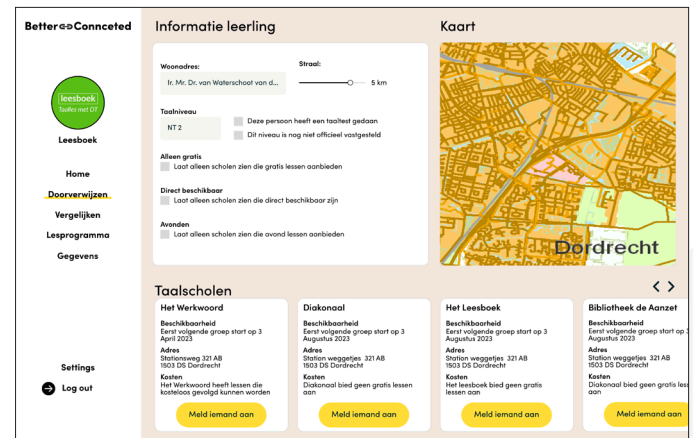 Better Connceted
leesboek
Taalles met DT
Leesboek
Home
Doorverwijzen
Vergelijken
Lesprogramma
Gegevens
Settings
Log out
Informatie leerling
Woonadres:
Ir. Mr. Dr. van Waterschoot van d...
Straal:
5 km
Taalniveau
NT 2
Deze persoon heeft een taaltest gedaan
Dit niveau is nog niet officieel vastgesteld
Alleen gratis
Laat alleen scholen zien die gratis lessen aanbieden
Direct beschikbaar
Laat alleen scholen zien die direct beschikbaar zijn
Avonden
Laat alleen scholen zien die avond lessen aanbieden
Kaart
Dordrecht
Taalscholen
< >
Het Werkwoord
Beschikbaarheid
Eerst volgende groep start op 3
April 2023
Adres
Stationsweg 321 AB
1503 DS Dordrecht
Kosten
Het Werkwoord heeft lessen die
kosteloos gevolgd kunnen worden
Meld iemand aan
Diakonaal
Beschikbaarheid
Eerst volgende groep start op 3
Augustus 2023
Adres
Station weggetjes 321 AB
1503 DS Dordrecht
Kosten
Diakonaal bied geen gratis lessen
aan
Meld iemand aan
Het Leesboek
Beschikbaarheid
Eerst volgende groep start op 3
Augustus 2023
Adres
Station weggetjes 321 AB
1503 DS Dordrecht
Kosten
Het leesboek bied geen gratis
lessen aan
Meld iemand aan
Bibliotheek de Aanzet
Beschikbaarheid
Eerst volgende groep start op 3
Augustus 2023
Adres
Station weggetjes 321 AB
1503 DS Dordrecht
Kosten
Diakonaal bied geen gratis less
aan
Meld iemand aan